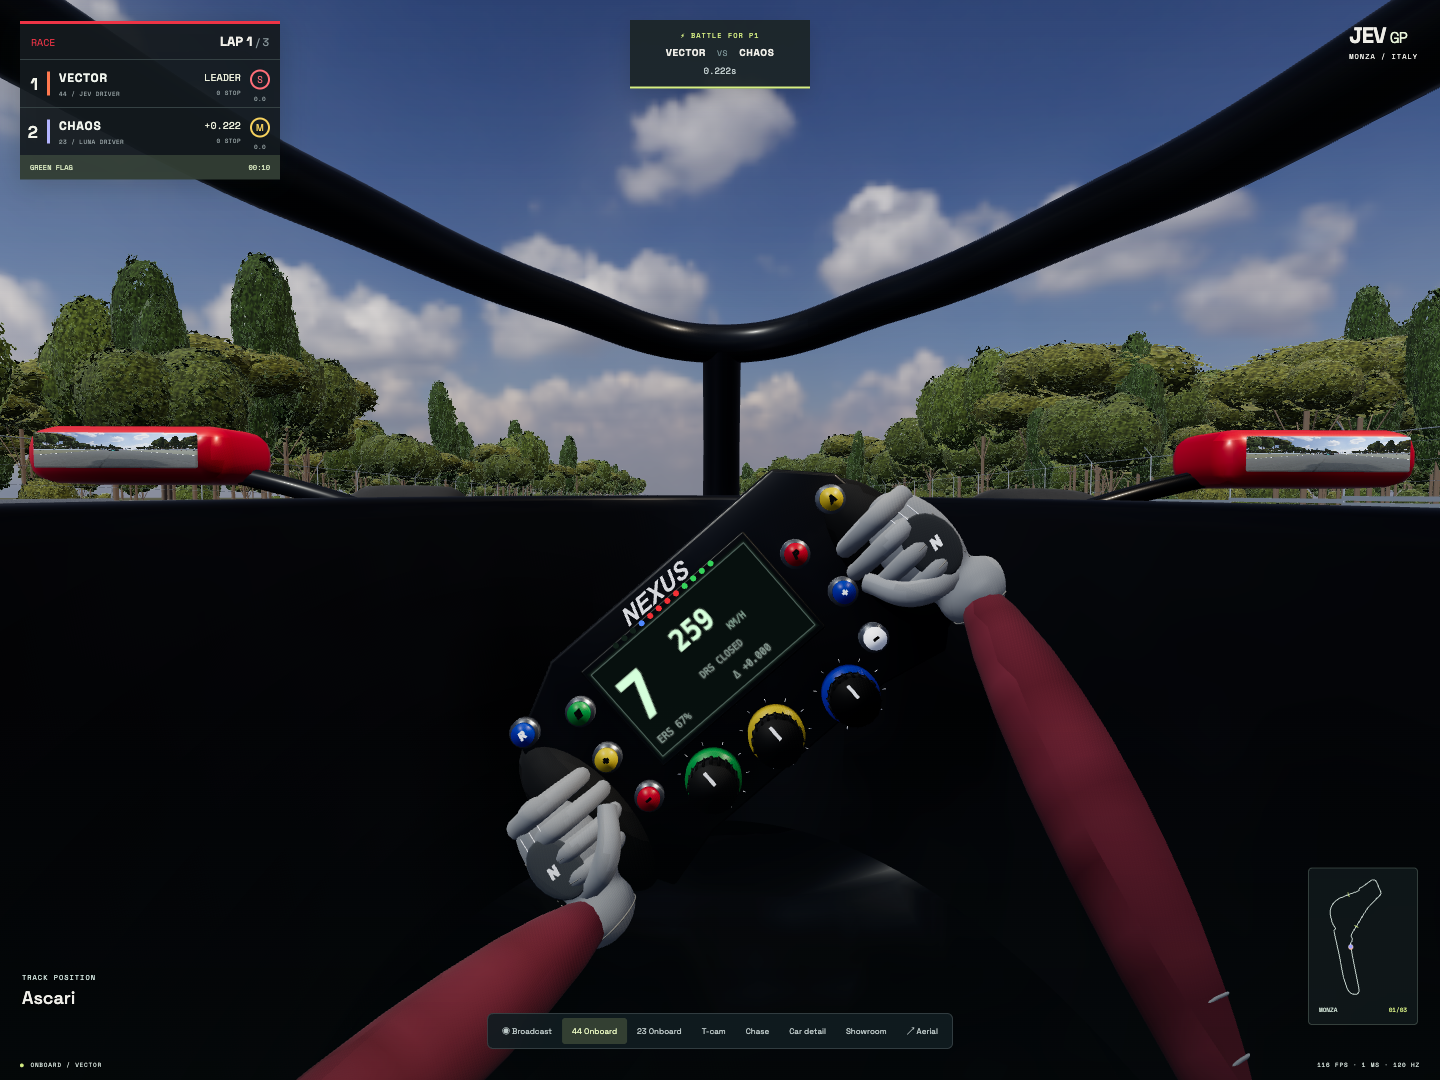 RACE
LAP 1 / 3
1 VECTOR LEADER S
44 / JEV DRIVER 0 STOP 0.0
2 CHAOS +0.222 M
23 / LUNA DRIVER 0 STOP 0.0
GREEN FLAG 00:10
⚡ BATTLE FOR P1
VECTOR VS CHAOS
0.222s
JEV GP
MONZA / ITALY
NEXUS
259 KM/H
7
DRS CLOSED
Δ +0.000
ERS 67%
R
N
N
TRACK POSITION
Ascari
MONZA 01/03
Broadcast 44 Onboard 23 Onboard T-cam Chase Car detail Showroom Aerial
ONBOARD / VECTOR
116 FPS · 1 MS · 120 HZ